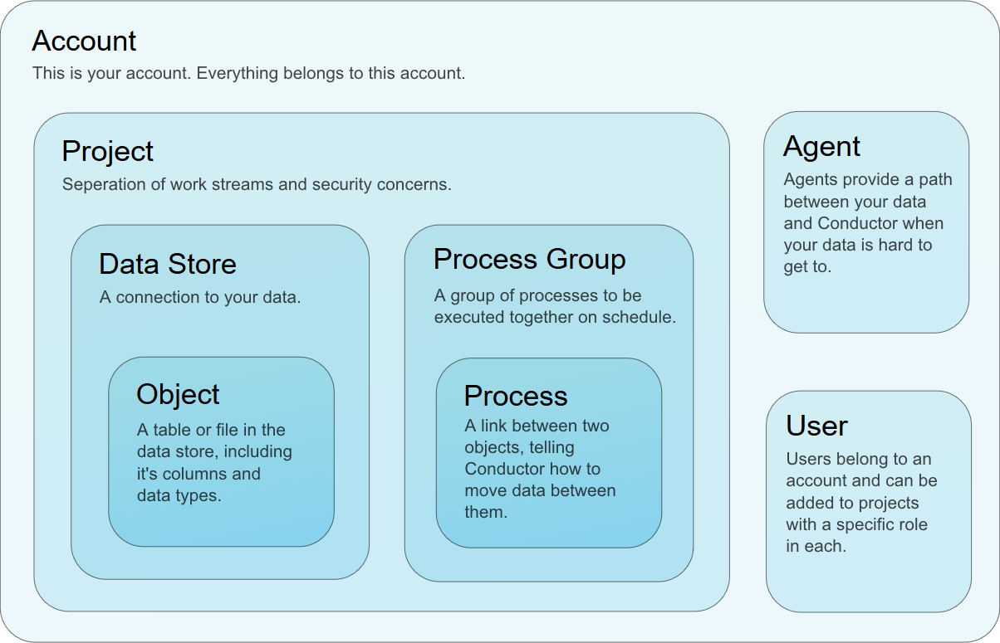 Account
This is your account. Everything belongs to this account.
Project
Seperation of work streams and security concerns.
Data Store
A connection to your data.
Object
A table or file in the
data store, including
it's columns and
data types.
Process Group
A group of processes to be
executed together on schedule.
Process
A link between two
objects, telling
Conductor how to
move data between
them.
Agent
Agents provide a path
between your data
and Conductor when
your data is hard to
get to.
User
Users belong to an
account and can be
added to projects
with a specific role
in each.